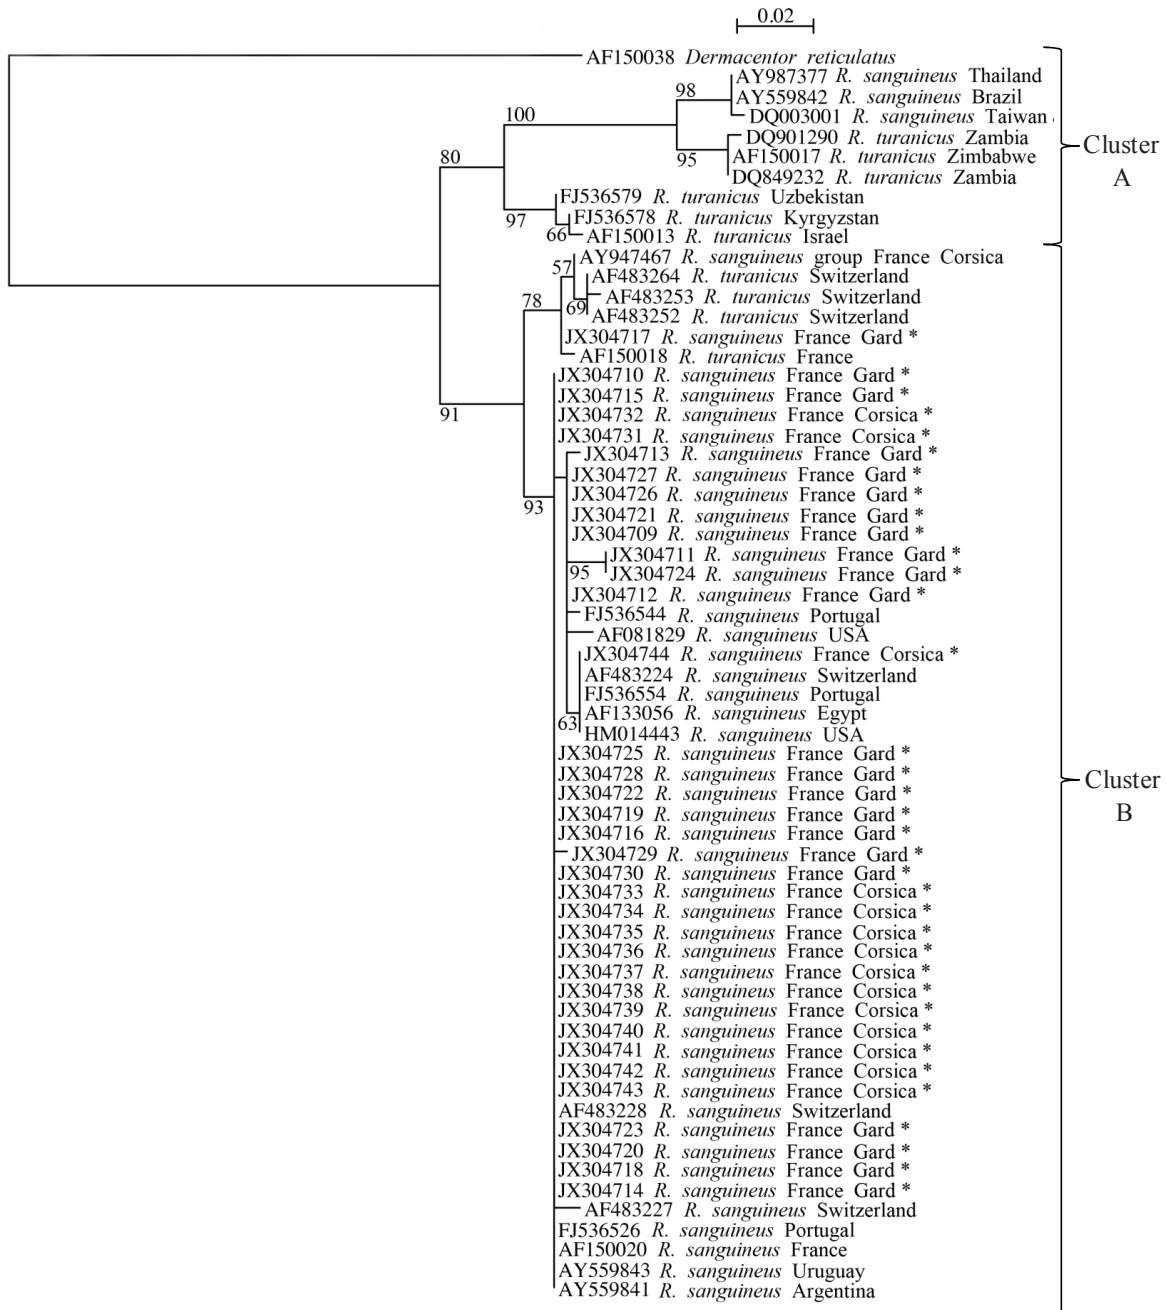 0.02
AF150038 Dermacentor reticulatus
AY987377 R. sanguineus Thailand
98
AY559842 R. sanguineus Brazil
100
DQ003001 R. sanguineus Taiwan
DQ901290 R. turanicus Zambia
Cluster A
80
95
AF150017 R. turanicus Zimbabwe
DQ849232 R. turanicus Zambia
FJ536579 R. turanicus Uzbekistan
97
FJ536578 R. turanicus Kyrgyzstan
66
AF150013 R. turanicus Israel
AY947467 R. sanguineus group France Corsica
57
AF483264 R. turanicus Switzerland
78
AF483253 R. turanicus Switzerland
69
AF483252 R. turanicus Switzerland
JX304717 R. sanguineus France Gard *
AF150018 R. turanicus France
JX304710 R. sanguineus France Gard *
JX304715 R. sanguineus France Gard *
91
JX304732 R. sanguineus France Corsica *
JX304731 R. sanguineus France Corsica *
JX304713 R. sanguineus France Gard *
JX304727 R. sanguineus France Gard *
JX304726 R. sanguineus France Gard *
93
JX304721 R. sanguineus France Gard *
JX304709 R. sanguineus France Gard *
JX304711 R. sanguineus France Gard *
95
JX304724 R. sanguineus France Gard *
JX304712 R. sanguineus France Gard *
FJ536544 R. sanguineus Portugal
AF081829 R. sanguineus USA
JX304744 R. sanguineus France Corsica *
AF483224 R. sanguineus Switzerland
FJ536554 R. sanguineus Portugal
AF133056 R. sanguineus Egypt
63
HM014443 R. sanguineus USA
JX304725 R. sanguineus France Gard *
JX304728 R. sanguineus France Gard *
Cluster B
JX304722 R. sanguineus France Gard *
JX304719 R. sanguineus France Gard *
JX304716 R. sanguineus France Gard *
JX304729 R. sanguineus France Gard *
JX304730 R. sanguineus France Gard *
JX304733 R. sanguineus France Corsica *
JX304734 R. sanguineus France Corsica *
JX304735 R. sanguineus France Corsica *
JX304736 R. sanguineus France Corsica *
JX304737 R. sanguineus France Corsica *
JX304738 R. sanguineus France Corsica *
JX304739 R. sanguineus France Corsica *
JX304740 R. sanguineus France Corsica *
JX304741 R. sanguineus France Corsica *
JX304742 R. sanguineus France Corsica *
JX304743 R. sanguineus France Corsica *
AF483228 R. sanguineus Switzerland
JX304723 R. sanguineus France Gard *
JX304720 R. sanguineus France Gard *
JX304718 R. sanguineus France Gard *
JX304714 R. sanguineus France Gard *
AF483227 R. sanguineus Switzerland
FJ536526 R. sanguineus Portugal
AF150020 R. sanguineus France
AY559843 R. sanguineus Uruguay
AY559841 R. sanguineus Argentina